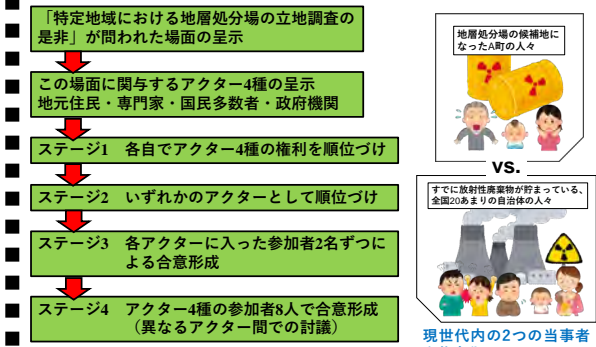 「特定地域における地層処分場の立地調査の
是非」が問われた場面の呈示
この場面に関与するアクター4種の呈示
地元住民・専門家・国民多数者・政府機関
ステージ1　各自でアクター4種の権利を順位づけ
ステージ2　いずれかのアクターとして順位づけ
ステージ3　各アクターに入った参加者2名ずつに
よる合意形成
ステージ4　アクター4種の参加者8人で合意形成
（異なるアクター間での討議）
地層処分場の候補地に
なったA町の人々
vs.
すでに放射性廃棄物が貯まっている、
全国20あまりの自治体の人々
現世代内の2つの当事者